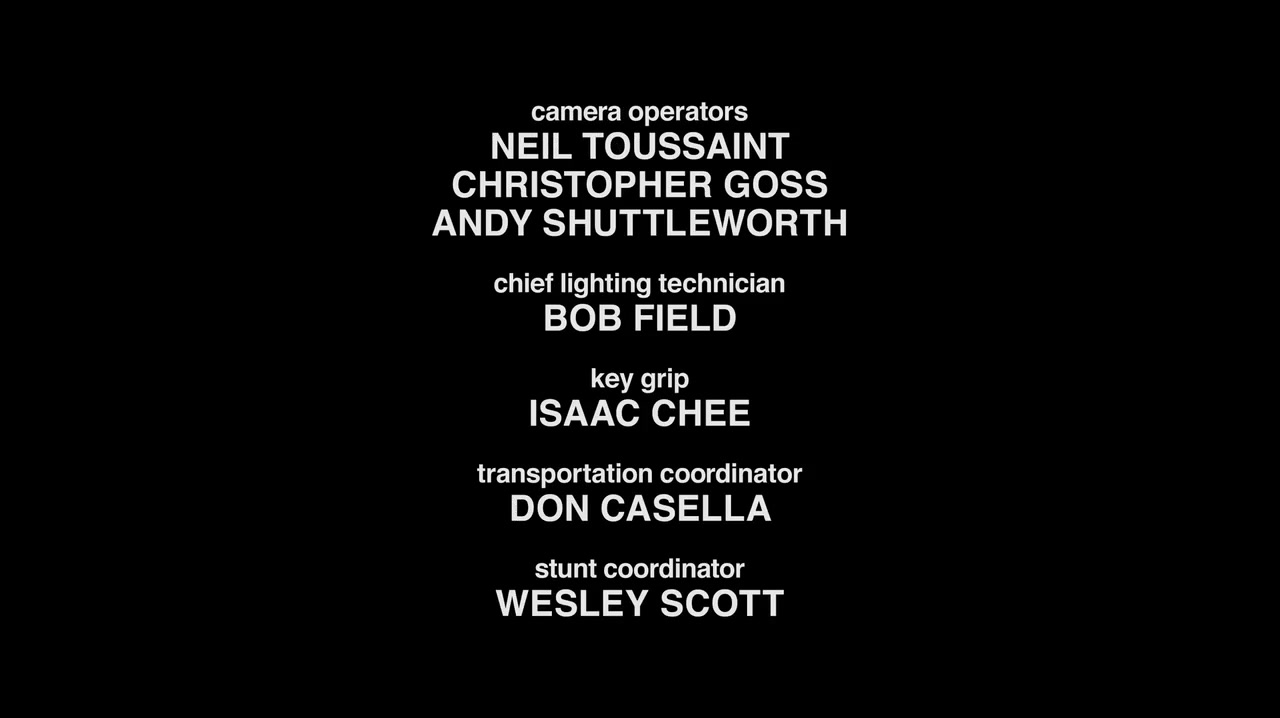 camera operators
NEIL TOUSSAINT
CHRISTOPHER GOSS
ANDY SHUTTLEWORTH
chief lighting technician
BOB FIELD
key grip
ISAAC CHEE
transportation coordinator
DON CASELLA
stunt coordinator
WESLEY SCOTT